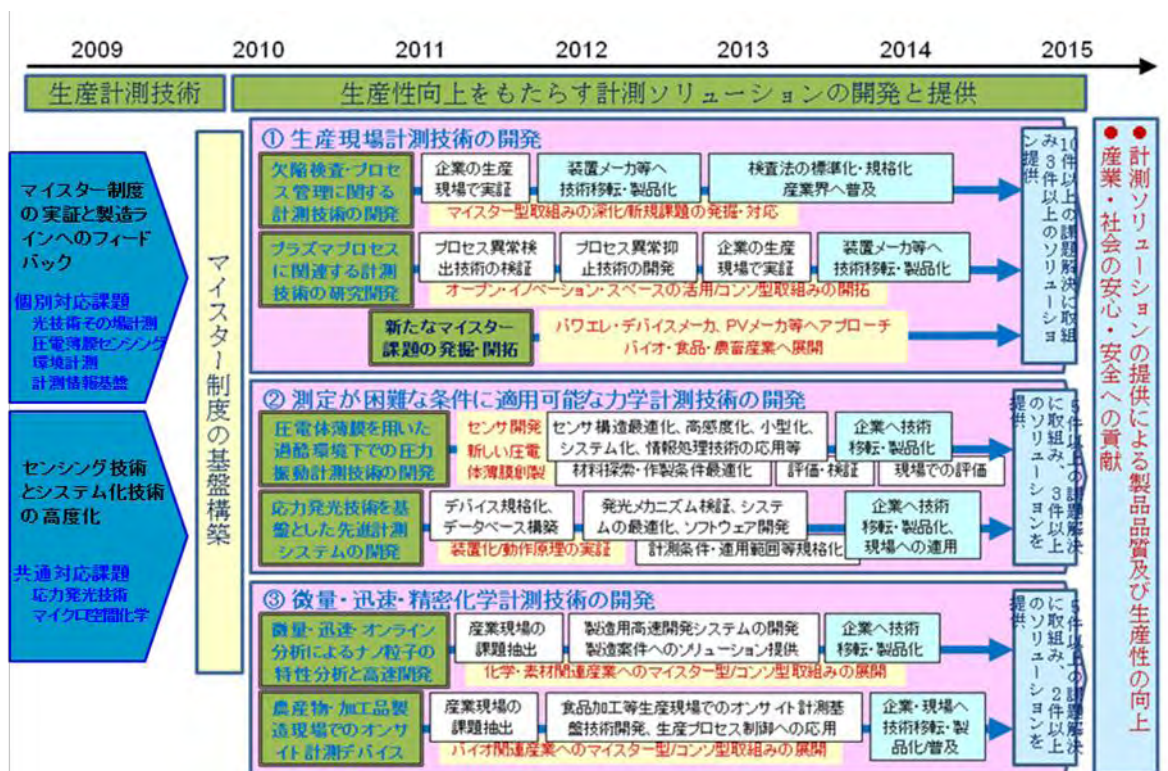 2009 2010 2011 2012 2013 2014 2015
生産計測技術
生産性向上をもたらす計測ソリューションの開発と提供
マイスター制度
の実証と製造ラ
インへのフィード
バック
個別対応課題
光技術その場計測
圧電薄膜センシング
環境計測
計測情報基盤
センシング技術
とシステム化技術
の高度化
共通対応課題
応力発光技術
マイクロ空間化学
マイスター制度の基盤構築
① 生産現場計測技術の開発
欠陥検査・プロセ
ス管理に関する
計測技術の開発
企業の生産
現場で実証
装置メーカ等へ
技術移転・製品化
検査法の標準化・規格化
産業界へ普及
マイスター型取組みの深化/新規課題の発掘・対応
プラズマプロセス
に関連する計測
技術の研究開発
プロセス異常検
出技術の検証
プロセス異常抑
止技術の開発
企業の生産
現場で実証
装置メーカ等へ
技術移転・製品化
オープン・イノベーション・スペースの活用/コンソ型取組みの開拓
新たなマイスター
課題の発掘・開拓
パワエレ・デバイスメーカ、PVメーカ等へアプローチ
バイオ・食品・農畜産業へ展開
10件以上の課題解決に取組
み、3件以上のソリューショ
ン提供
② 測定が困難な条件に適用可能な力学計測技術の開発
圧電体薄膜を用いた
過酷環境下での圧力
振動計測技術の開発
センサ開発
新しい圧電
体薄膜創製
センサ構造最適化、高感度化、小型化、
システム化、情報処理技術の応用等
材料探索・作製条件最適化
評価・検証
現場での評価
企業へ技術
移転・製品化
応力発光技術を基
盤とした先進計測
システムの開発
デバイス規格化、
データベース構築
発光メカニズム検証、システ
ムの最適化、ソフトウェア開発
企業へ技術
移転・製品化、
現場への適用
装置化/動作原理の実証
計測条件・適用範囲等規格化
5件以上の課題解決
に取組み、3件以上
のソリューションを
提供
③ 微量・迅速・精密化学計測技術の開発
微量・迅速・オンライン
分析によるナノ粒子の
特性分析と高速開発
産業現場の
課題抽出
製造用高速開発システムの開発
製造案件へのソリューション提供
企業へ技術
移転・製品化
化学・素材関連産業へのマイスター型/コンソ型取組みの展開
農産物・加工品製
造現場でのオンサ
イト計測デバイス
産業現場の
課題抽出
食品加工等生産現場でのオンサイト計測基
盤技術開発、生産プロセス制御への応用
企業・現場へ
技術移転・製
品化/普及
バイオ関連産業へのマイスター型/コンソ型取組みの展開
5件以上の課題解決
に取組み、2件以上
のソリューションを
提供
● 計測ソリューションの提供による製品品質及び生産性の向上
● 産業・社会の安心・安全への貢献